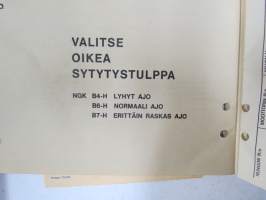 VALITSE
OIKEA
SYTYTYSTULPPA
NGK B4-H LYHYT AJO
B6-H NORMAALI AJO
B7-H ERITTÄIN RASKAS AJO